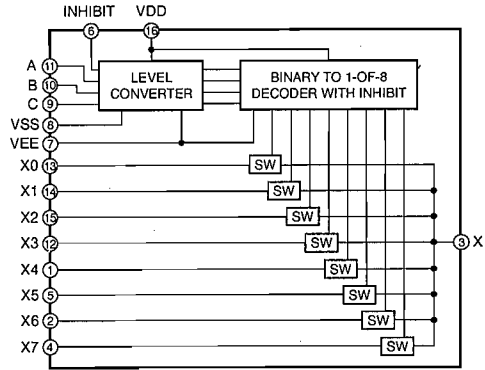 INHIBIT VDD
6 16
A 11
B 10
C 9
LEVEL
CONVERTER
BINARY TO 1-OF-8
DECODER WITH INHIBIT
VSS 8
VEE 7
X0 13
SW
X1 14
SW
X2 15
SW
X3 12
SW
3 X
X4 1
SW
X5 5
SW
X6 2
SW
X7 4
SW